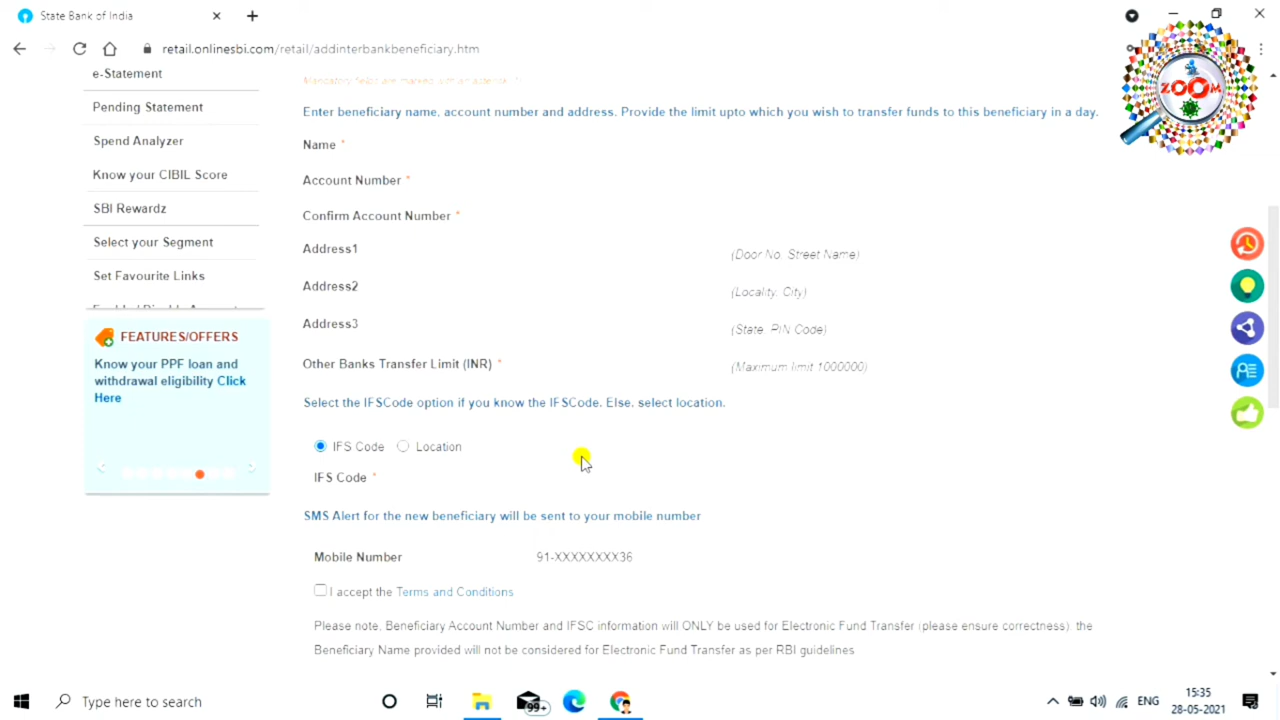 State Bank of India
retail.onlinesbi.com/retail/addinterbankbeneficiary.htm
ZOOM
e-Statement
Pending Statement
Spend Analyzer
Know your CIBIL Score
SBI Rewardz
Select your Segment
Set Favourite Links
FEATURES/OFFERS
Know your PPF loan and
withdrawal eligibility Click
Here
Mandatory fields are marked
Enter beneficiary name, account number and address. Provide the limit upto which you wish to transfer funds to this beneficiary in a day.
Name *
Account Number *
Confirm Account Number *
Address1
(Door No, Street Name)
Address2
(Locality, City)
Address3
(State, PIN Code)
Other Banks Transfer Limit (INR) *
(Maximum limit 1000000)
Select the IFSCode option if you know the IFSCode. Else, select location.
IFS Code Location
IFS Code *
SMS Alert for the new beneficiary will be sent to your mobile number
Mobile Number 91-XXXXXXXX36
I accept the Terms and Conditions
Please note, Beneficiary Account Number and IFSC information will ONLY be used for Electronic Fund Transfer (please ensure correctness), the
Beneficiary Name provided will not be considered for Electronic Fund Transfer as per RBI guidelines
Type here to search
99+
ENG
15:35
28-05-2021